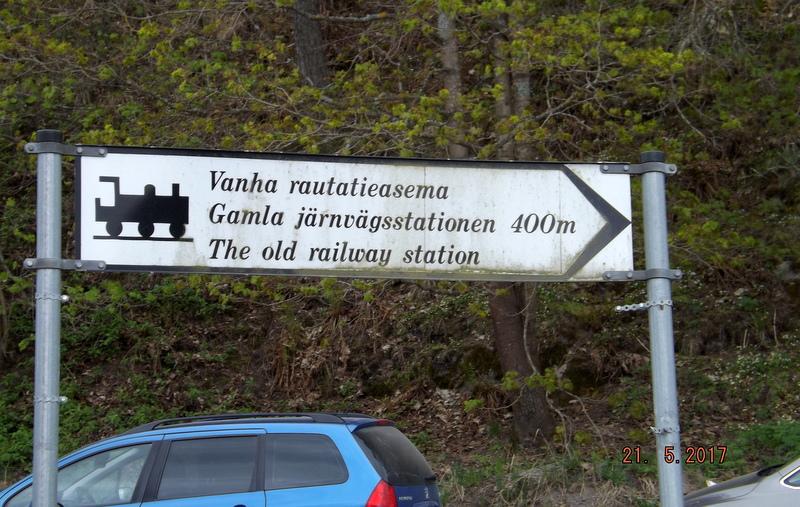 Vanha rautatieasema
Gamla järnvägsstationen 400m
The old railway station
21. 5.2017